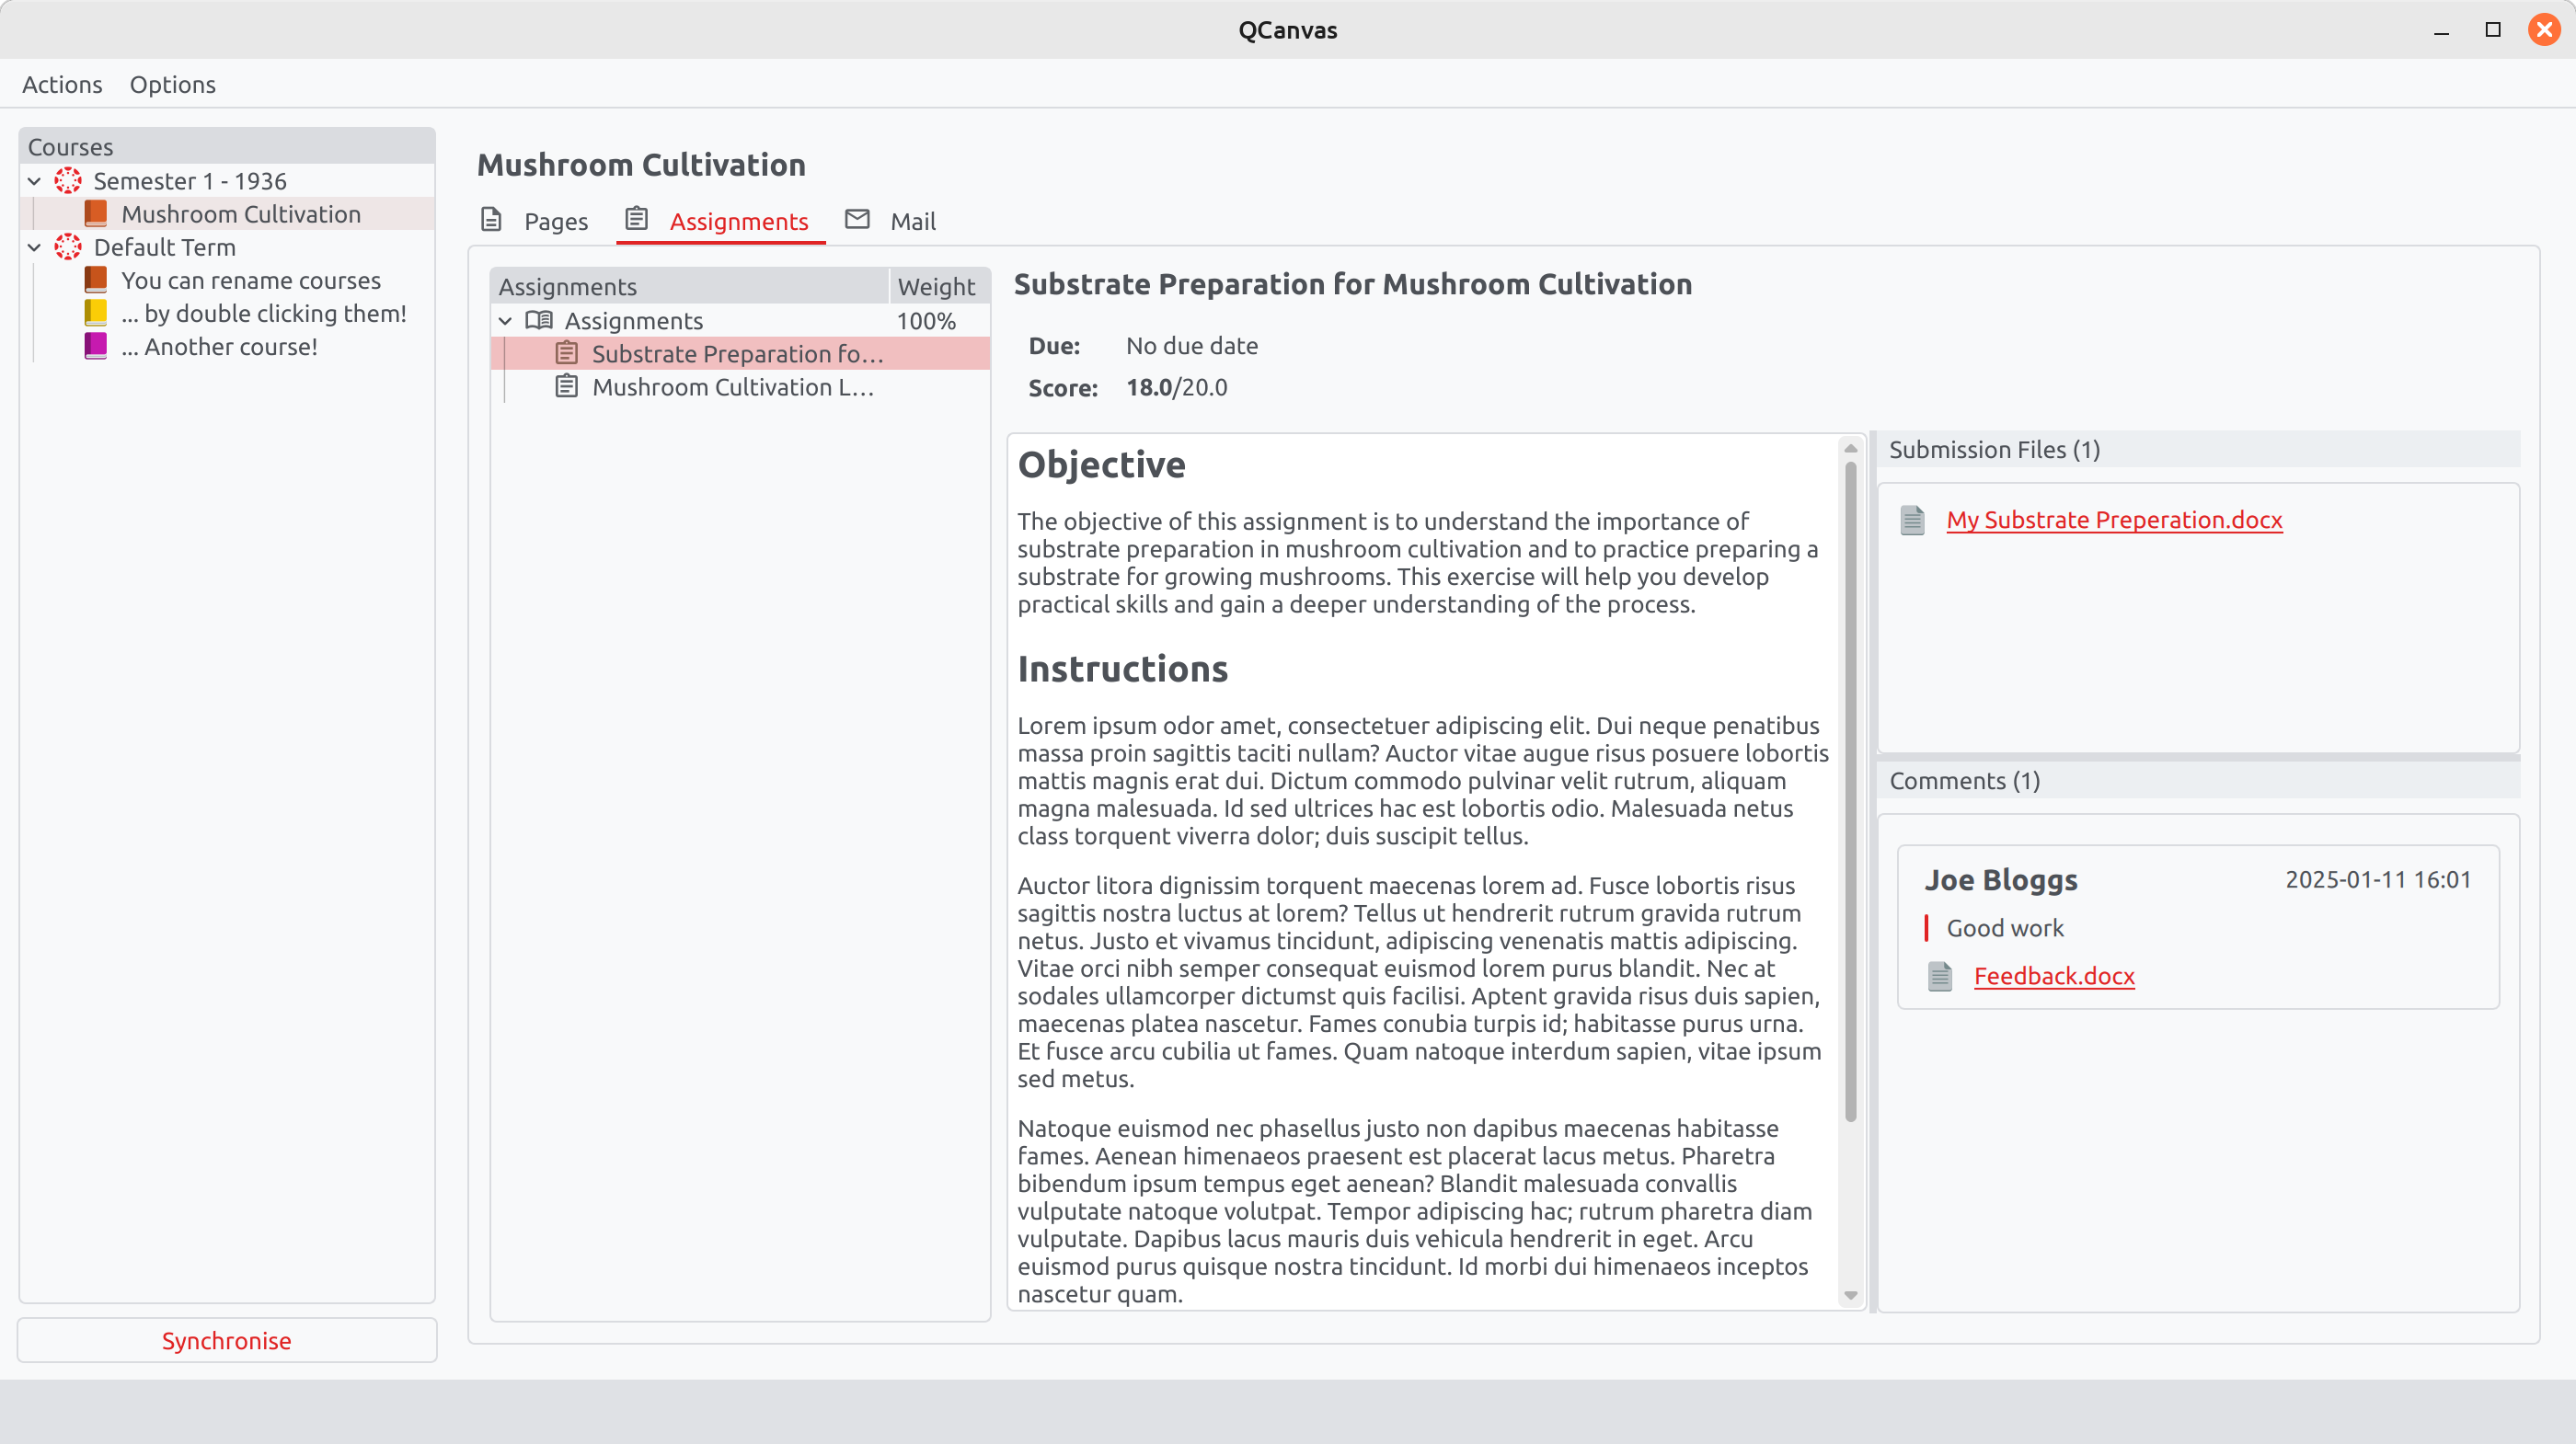 QCanvas
Actions Options
Courses
Semester 1 - 1936
Mushroom Cultivation
Default Term
You can rename courses
... by double clicking them!
... Another course!
Synchronise
Mushroom Cultivation
Pages Assignments Mail
Assignments Weight
Assignments 100%
Substrate Preparation fo...
Mushroom Cultivation L...
Substrate Preparation for Mushroom Cultivation
Due: No due date
Score: 18.0/20.0
Objective
The objective of this assignment is to understand the importance of
substrate preparation in mushroom cultivation and to practice preparing a
substrate for growing mushrooms. This exercise will help you develop
practical skills and gain a deeper understanding of the process.
Instructions
Lorem ipsum odor amet, consectetuer adipiscing elit. Dui neque penatibus
massa proin sagittis taciti nullam? Auctor vitae augue risus posuere lobortis
mattis magnis erat dui. Dictum commodo pulvinar velit rutrum, aliquam
magna malesuada. Id sed ultrices hac est lobortis odio. Malesuada netus
class torquent viverra dolor; duis suscipit tellus.
Auctor litora dignissim torquent maecenas lorem ad. Fusce lobortis risus
sagittis nostra luctus at lorem? Tellus ut hendrerit rutrum gravida rutrum
netus. Justo et vivamus tincidunt, adipiscing venenatis mattis adipiscing.
Vitae orci nibh semper consequat euismod lorem purus blandit. Nec at
sodales ullamcorper dictumst quis facilisi. Aptent gravida risus duis sapien,
maecenas platea nascetur. Fames conubia turpis id; habitasse purus urna.
Et fusce arcu cubilia ut fames. Quam natoque interdum sapien, vitae ipsum
sed metus.
Natoque euismod nec phasellus justo non dapibus maecenas habitasse
fames. Aenean himenaeos praesent est placerat lacus metus. Pharetra
bibendum ipsum tempus eget aenean? Blandit malesuada convallis
vulputate natoque volutpat. Tempor adipiscing hac; rutrum pharetra diam
vulputate. Dapibus lacus mauris duis vehicula hendrerit in eget. Arcu
euismod purus quisque nostra tincidunt. Id morbi dui himenaeos inceptos
nascetur quam.
Submission Files (1)
My Substrate Preperation.docx
Comments (1)
Joe Bloggs 2025-01-11 16:01
Good work
Feedback.docx